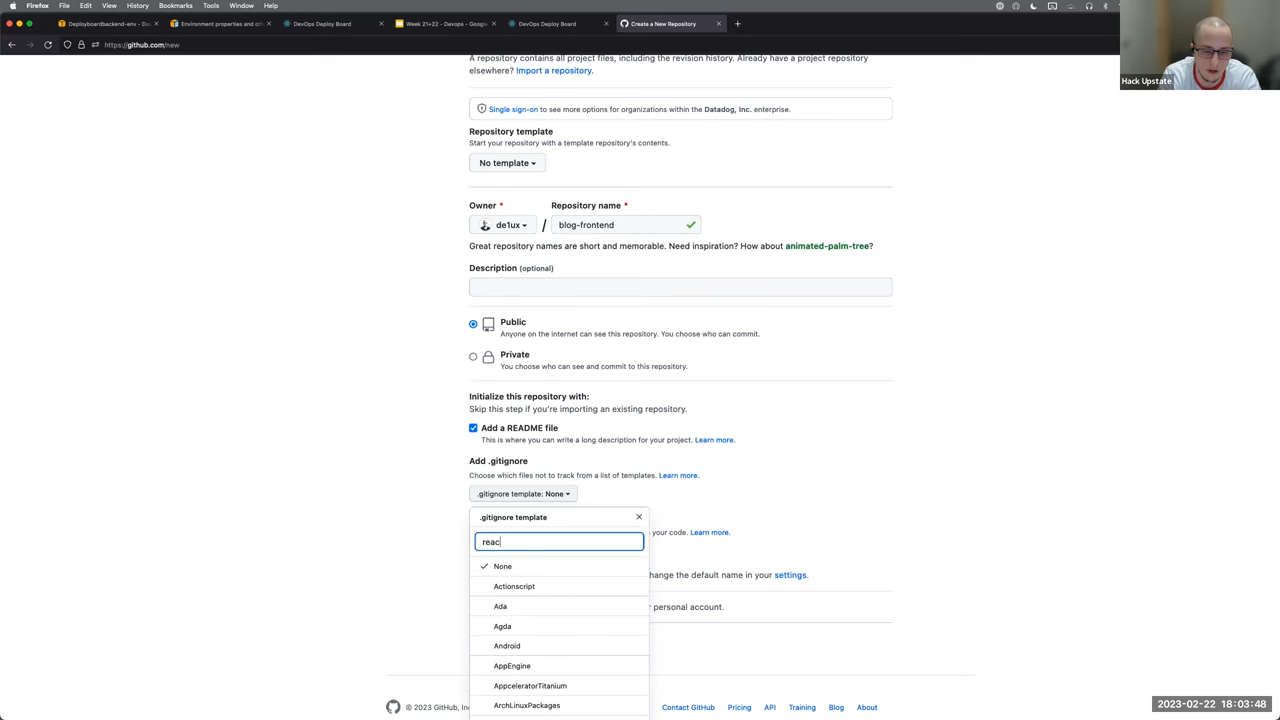 Firefox File Edit View History Bookmarks Tools Window Help
Deployboardbackend-env - Das
Environment properties and oth
DevOps Deploy Board
Week 21+22 - Devops - Google
DevOps Deploy Board
Create a New Repository
https://github.com/new
Hack Upstate
A repository contains all project files, including the revision history. Already have a project repository
elsewhere? Import a repository.
Single sign-on to see more options for organizations within the Datadog, Inc. enterprise.
Repository template
Start your repository with a template repository's contents.
No template
Owner * Repository name *
de1ux / blog-frontend
Great repository names are short and memorable. Need inspiration? How about animated-palm-tree?
Description (optional)
Public
Anyone on the internet can see this repository. You choose who can commit.
Private
You choose who can see and commit to this repository.
Initialize this repository with:
Skip this step if you're importing an existing repository.
Add a README file
This is where you can write a long description for your project. Learn more.
Add .gitignore
Choose which files not to track from a list of templates. Learn more.
.gitignore template: None
.gitignore template
your code. Learn more.
reac
None
Actionscript
change the default name in your settings.
Ada
personal account.
Agda
Android
AppEngine
AppceleratorTitanium
ArchLinuxPackages
© 2023 GitHub, In
Contact GitHub Pricing API Training Blog About
2023-02-22 18:03:48